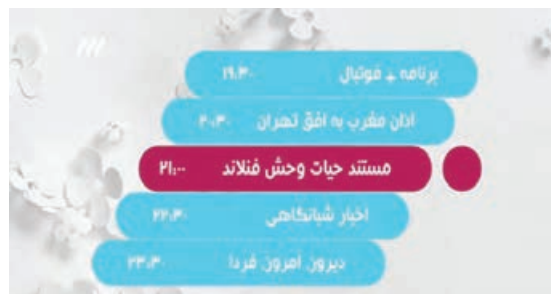 برنامه + فوتبال ۱۹:۳۰
اذان مغرب به افق تهران ۲۰:۳۰
مستند حیات وحش فنلاند ۲۱:۰۰
اخبار شبانگاهی ۲۲:۳۰
دیروز، امروز، فردا ۲۳:۳۰